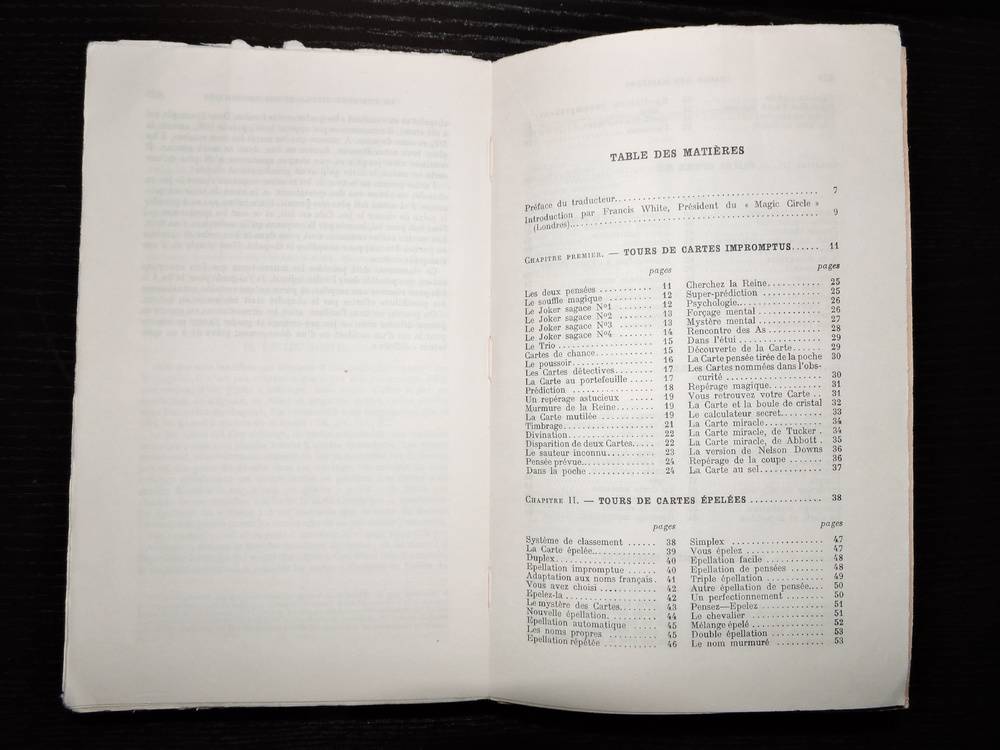 TABLE DES MATIÈRES
Préface du traducteur 7
Introduction par Francis White, Président du « Magic Circle »
(Londres) 9
CHAPITRE PREMIER. — TOURS DE CARTES IMPROMPTUS 11
pages
Les deux pensées 11
Le souffle magique 12
Le Joker sagace Nº1 12
Le Joker sagace Nº2 13
Le Joker sagace Nº3 13
Le Joker sagace Nº4 14
Le Trio 15
Cartes de chance 15
Le poussoir 16
Les Cartes détectives 17
La Carte au portefeuille 17
Prédiction 18
Un repérage astucieux 19
Murmure de la Reine 19
La Carte mutilée 19
Timbrage 21
Divination 22
Disparition de deux Cartes 22
Le sauteur inconnu 23
Pensée prévue 24
Dans la poche 24
pages
Cherchez la Reine 25
Super-prédiction 25
Psychologie 26
Forçage mental 26
Mystère mental 27
Rencontre des As 28
Dans l'étui 29
Découverte de la Carte 29
La Carte pensée tirée de la poche 30
Les Cartes nommées dans l'obs-
curité 30
Repérage magique 31
Vous retrouvez votre Carte 31
La Carte et la boule de cristal 32
Le calculateur secret 33
La Carte miracle 34
La Carte miracle, de Tucker 34
La Carte miracle, de Abbott 35
La version de Nelson Downs 36
Repérage de la coupe 36
La Carte au sel 37
CHAPITRE II. — TOURS DE CARTES ÉPELÉES 38
pages
Système de classement 38
La Carte épelée 39
Duplex 40
Epellation impromptue 40
Adaptation aux noms français 41
Vous avez choisi 42
Epelez-la 42
Le mystère des Cartes 43
Nouvelle épellation 44
Epellation automatique 45
Les noms propres 45
Epellation répétée 46
pages
Simplex 47
Vous épelez 47
Epellation facile 48
Epellation de pensées 48
Triple épellation 49
Autre épellation de pensée 50
Un perfectionnement 50
Pensez—Epelez 51
Le chevalier 51
Mélange épelé 52
Double épellation 53
Le nom murmuré 53